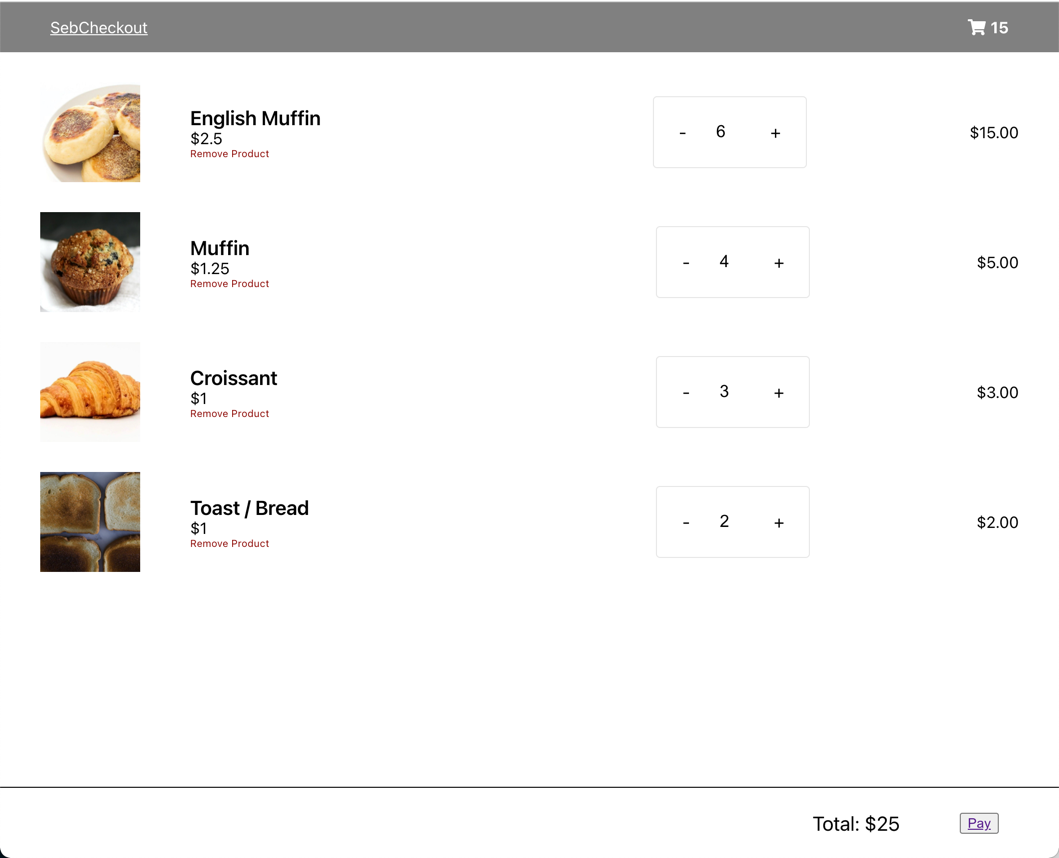 SebCheckout
15
English Muffin
$2.5
Remove Product
- 6 +
$15.00
Muffin
$1.25
Remove Product
- 4 +
$5.00
Croissant
$1
Remove Product
- 3 +
$3.00
Toast / Bread
$1
Remove Product
- 2 +
$2.00
Total: $25
Pay